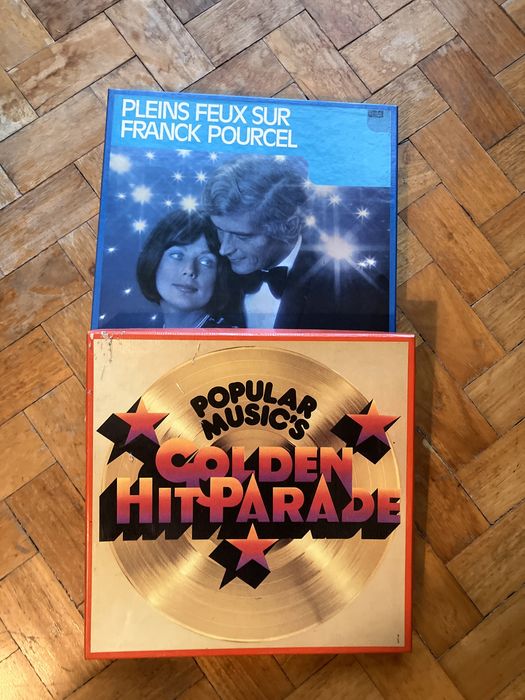 PLEINS FEUX SUR
FRANCK POURCEL
POPULAR
MUSIC'S
GOLDEN
HIT PARADE